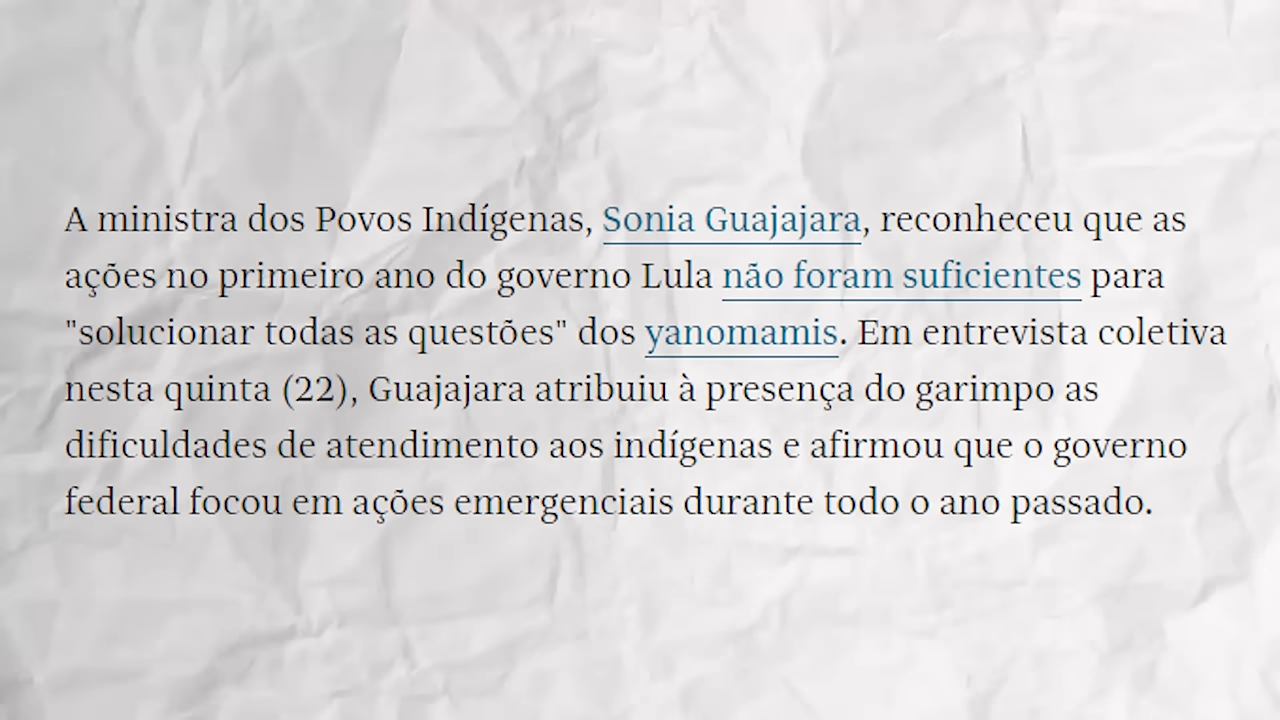 A ministra dos Povos Indígenas, Sonia Guajajara, reconheceu que as
ações no primeiro ano do governo Lula não foram suficientes para
"solucionar todas as questões" dos yanomamis. Em entrevista coletiva
nesta quinta (22), Guajajara atribuiu à presença do garimpo as
dificuldades de atendimento aos indígenas e afirmou que o governo
federal focou em ações emergenciais durante todo o ano passado.